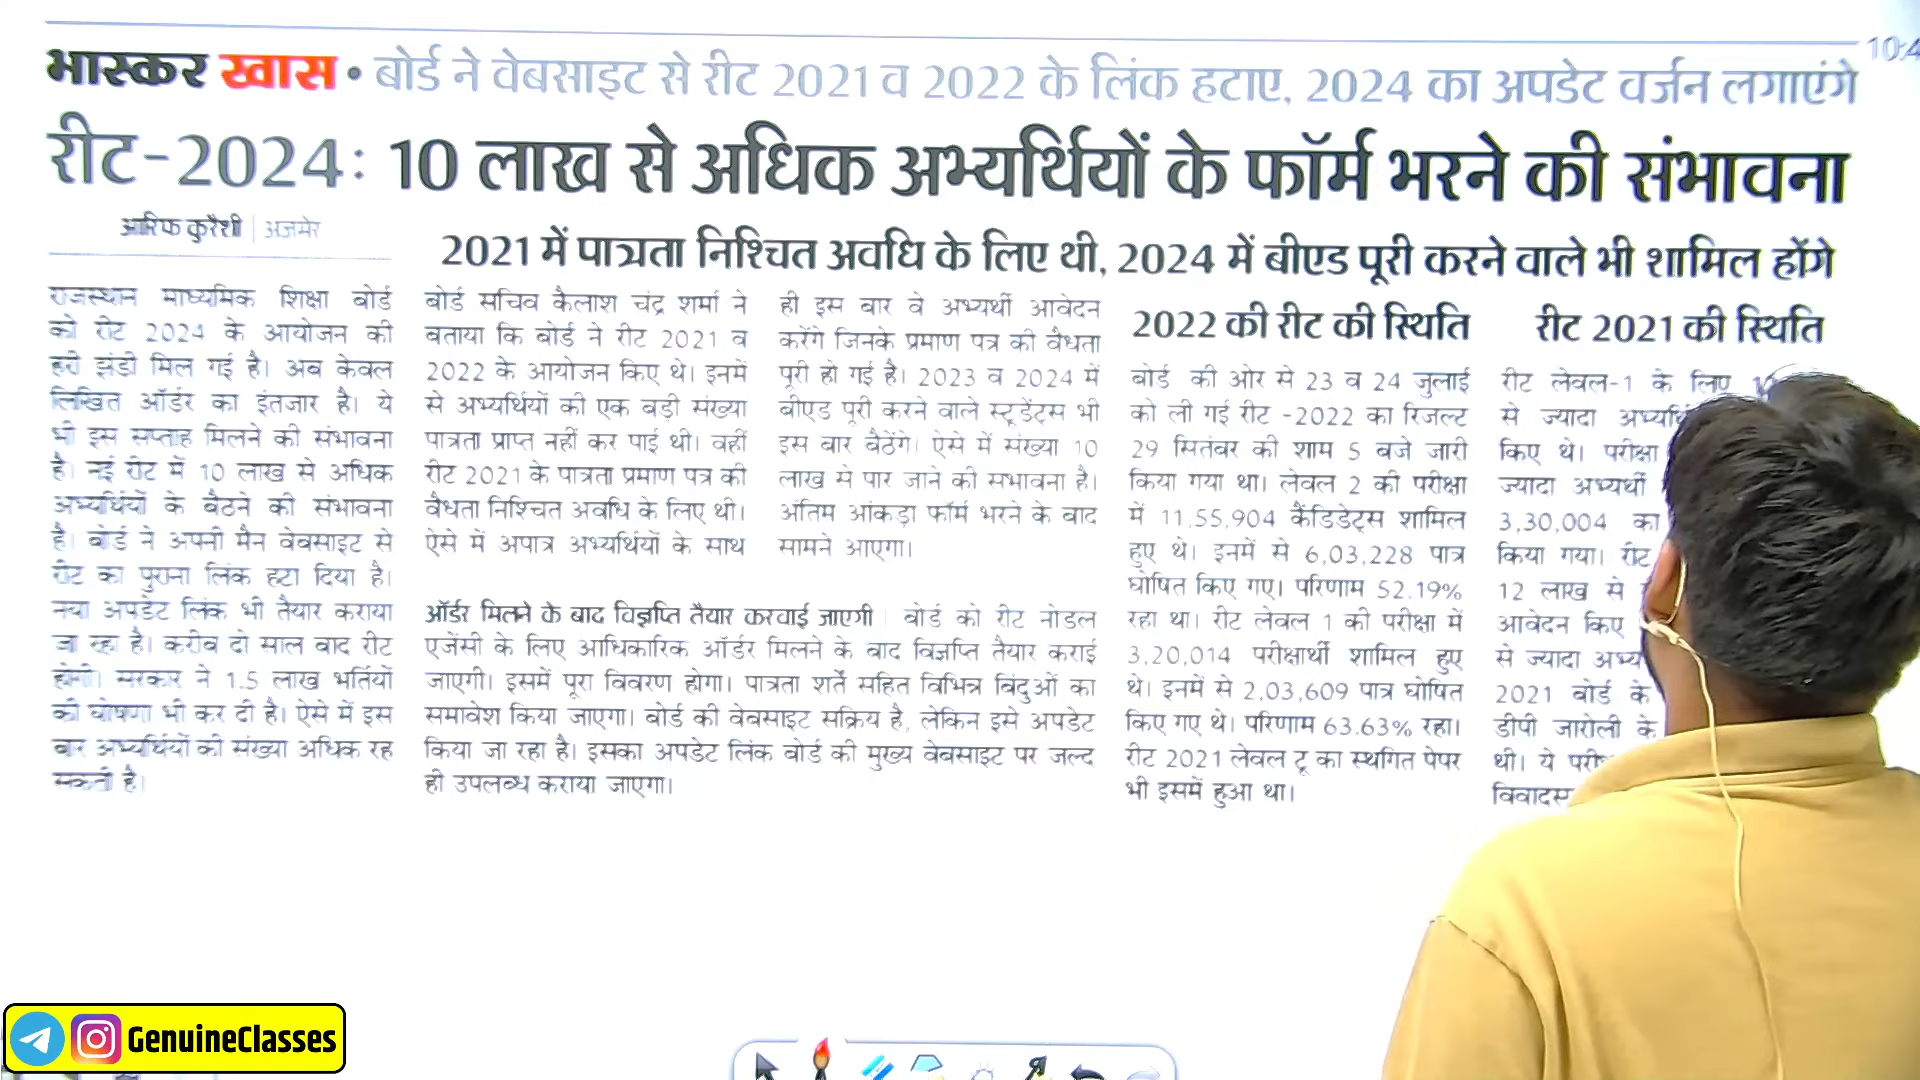 10:4
भास्कर खास • बोर्ड ने वेबसाइट से रीट 2021 व 2022 के लिंक हटाए, 2024 का अपडेट वर्जन लगाएंगे
रीट-2024: 10 लाख से अधिक अभ्यर्थियों के फॉर्म भरने की संभावना
आरिफ कुरैशी | अजमेर
राजस्थान माध्यमिक शिक्षा बोर्ड
को रीट 2024 के आयोजन की
हरी झंडी मिल गई है। अब केवल
लिखित ऑर्डर का इंतजार है। ये
भी इस सप्ताह मिलने की संभावना
है। नई रीट में 10 लाख से अधिक
अभ्यर्थियों के बैठने की संभावना
है। बोर्ड ने अपनी मैन वेबसाइट से
रीट का पुराना लिंक हटा दिया है।
नया अपडेट लिंक भी तैयार कराया
जा रहा है। करीब दो साल बाद रीट
होगी। सरकार ने 1.5 लाख भर्तियों
की घोषणा भी कर दी है। ऐसे में इस
बार अभ्यर्थियों की संख्या अधिक रह
सकती है।
2021 में पात्रता निश्चित अवधि के लिए थी, 2024 में बीएड पूरी करने वाले भी शामिल होंगे
बोर्ड सचिव कैलाश चंद्र शर्मा ने
बताया कि बोर्ड ने रीट 2021 व
2022 के आयोजन किए थे। इनमें
से अभ्यर्थियों की एक बड़ी संख्या
पात्रता प्राप्त नहीं कर पाई थी। वहीं
रीट 2021 के पात्रता प्रमाण पत्र की
वैधता निश्चित अवधि के लिए थी।
ऐसे में अपात्र अभ्यर्थियों के साथ
ही इस बार वे अभ्यर्थी आवेदन
करेंगे जिनके प्रमाण पत्र की वैधता
पूरी हो गई है। 2023 व 2024 में
बीएड पूरी करने वाले स्टूडेंट्स भी
इस बार बैठेंगे। ऐसे में संख्या 10
लाख से पार जाने की संभावना है।
अंतिम आंकड़ा फॉर्म भरने के बाद
सामने आएगा।
ऑर्डर मिलने के बाद विज्ञप्ति तैयार करवाई जाएगी | बोर्ड को रीट नोडल
एजेंसी के लिए आधिकारिक ऑर्डर मिलने के बाद विज्ञप्ति तैयार कराई
जाएगी। इसमें पूरा विवरण होगा। पात्रता शर्ते सहित विभिन्न बिंदुओं का
समावेश किया जाएगा। बोर्ड की वेबसाइट सक्रिय है, लेकिन इसे अपडेट
किया जा रहा है। इसका अपडेट लिंक बोर्ड की मुख्य वेबसाइट पर जल्द
ही उपलब्ध कराया जाएगा।
2022 की रीट की स्थिति
बोर्ड की ओर से 23 व 24 जुलाई
को ली गई रीट -2022 का रिजल्ट
29 सितंबर की शाम 5 बजे जारी
किया गया था। लेवल 2 की परीक्षा
में 11,55,904 कैंडिडेट्स शामिल
हुए थे। इनमें से 6,03,228 पात्र
घोषित किए गए। परिणाम 52.19%
रहा था। रीट लेवल 1 की परीक्षा में
3,20,014 परीक्षार्थी शामिल हुए
थे। इनमें से 2,03,609 पात्र घोषित
किए गए थे। परिणाम 63.63% रहा।
रीट 2021 लेवल टू का स्थगित पेपर
भी इसमें हुआ था।
रीट 2021 की स्थिति
रीट लेवल-1 के लिए
से ज्यादा
किए थे। परीक्षा
ज्यादा अभ्यर्थी
3,30,004 का
किया गया। रीट
12 लाख से
आवेदन किए
से ज्यादा
2021 बोर्ड के
डीपी जारोली के
थी। ये
GenuineClasses